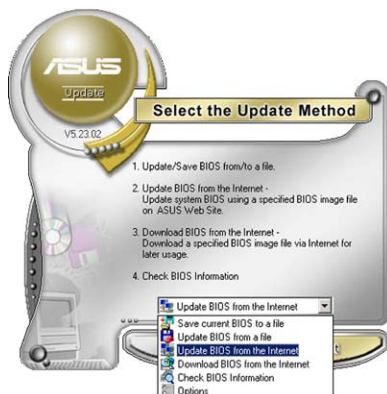 ASUS
Update
V5.23.02
Select the Update Method
1. Update/Save BIOS from/to a file.
2. Update BIOS from the Internet -
Update system BIOS using a specified BIOS image file
on ASUS Web Site.
3. Download BIOS from the Internet -
Download a specified BIOS image file via Internet for
later usage.
4. Check BIOS Information
Update BIOS from the Internet
Save current BIOS to a file
Update BIOS from a file
Update BIOS from the Internet
Download BIOS from the Internet
Check BIOS Information
Options